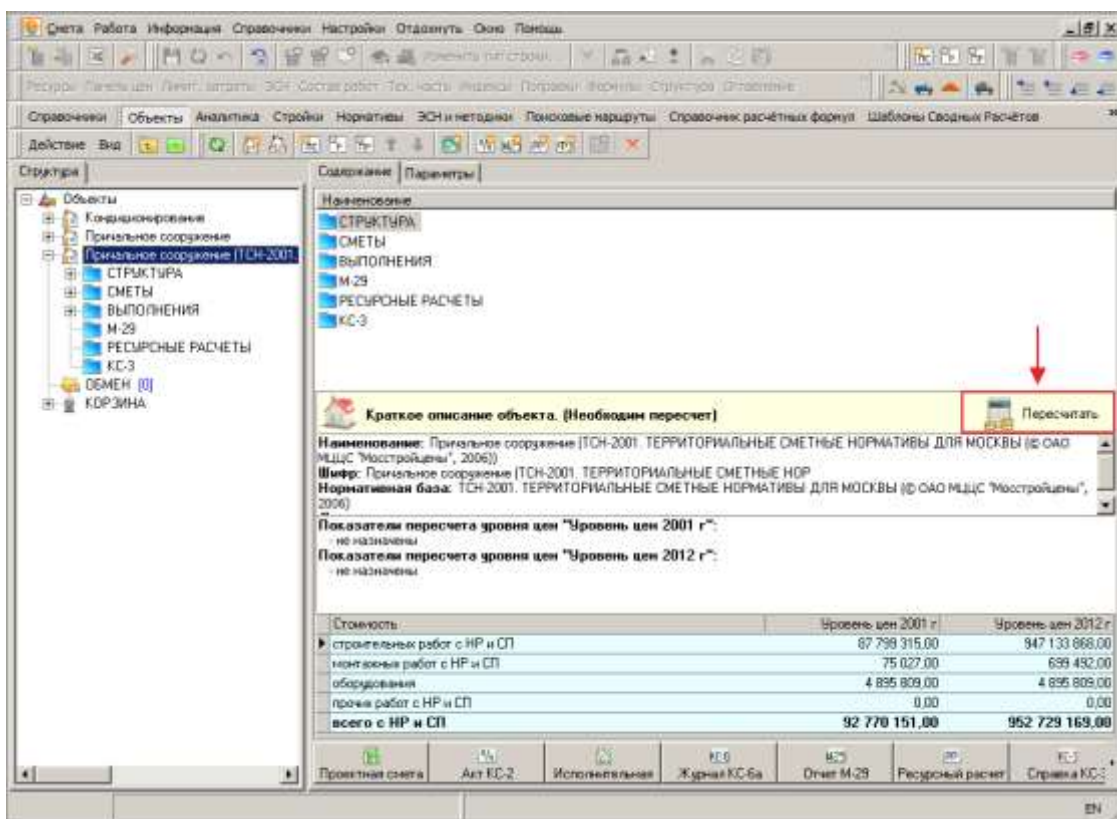 Смета Работа Информация Справочники Настройки Отдохнуть Окно Помощь
Справочники Объекты Аналитика Стройки Нормативы ЭСН и методики Поисковые маршруты Справочник расчётных формул Шаблоны Сводных Расчётов
Действие Вид
Структура
Содержание Параметры
Объекты
Кондиционирование
Причальное сооружение
Причальное сооружение (ТСН-2001.
СТРУКТУРА
СМЕТЫ
ВЫПОЛНЕНИЯ
М-29
РЕСУРСНЫЕ РАСЧЕТЫ
КС-3
ОБМЕН [0]
КОРЗИНА
Наименование
СТРУКТУРА
СМЕТЫ
ВЫПОЛНЕНИЯ
М-29
РЕСУРСНЫЕ РАСЧЕТЫ
КС-3
Краткое описание объекта. (Необходим пересчет)
Пересчитать
Наименование: Причальное сооружение (ТСН-2001. ТЕРРИТОРИАЛЬНЫЕ СМЕТНЫЕ НОРМАТИВЫ ДЛЯ МОСКВЫ (© ОАО
МЦЦС "Мосстройцены", 2006))
Шифр: Причальное сооружение (ТСН-2001. ТЕРРИТОРИАЛЬНЫЕ СМЕТНЫЕ НОР
Нормативная база: ТСН-2001. ТЕРРИТОРИАЛЬНЫЕ СМЕТНЫЕ НОРМАТИВЫ ДЛЯ МОСКВЫ (© ОАО МЦЦС "Мосстройцены",
2006)
Показатели пересчета уровня цен "Уровень цен 2001 г":
- не назначены
Показатели пересчета уровня цен "Уровень цен 2012 г":
- не назначены
Стоимость Уровень цен 2001 г Уровень цен 2012 г
строительных работ с НР и СП 87 799 315,00 947 133 868,00
монтажных работ с НР и СП 75 027,00 699 492,00
оборудования 4 895 809,00 4 895 809,00
прочих работ с НР и СП 0,00 0,00
всего с НР и СП 92 770 151,00 952 729 169,00
Проектная смета Акт КС-2 Исполнительная Журнал КС-6а Отчет М-29 Ресурсный расчет Справка КС-3
EN